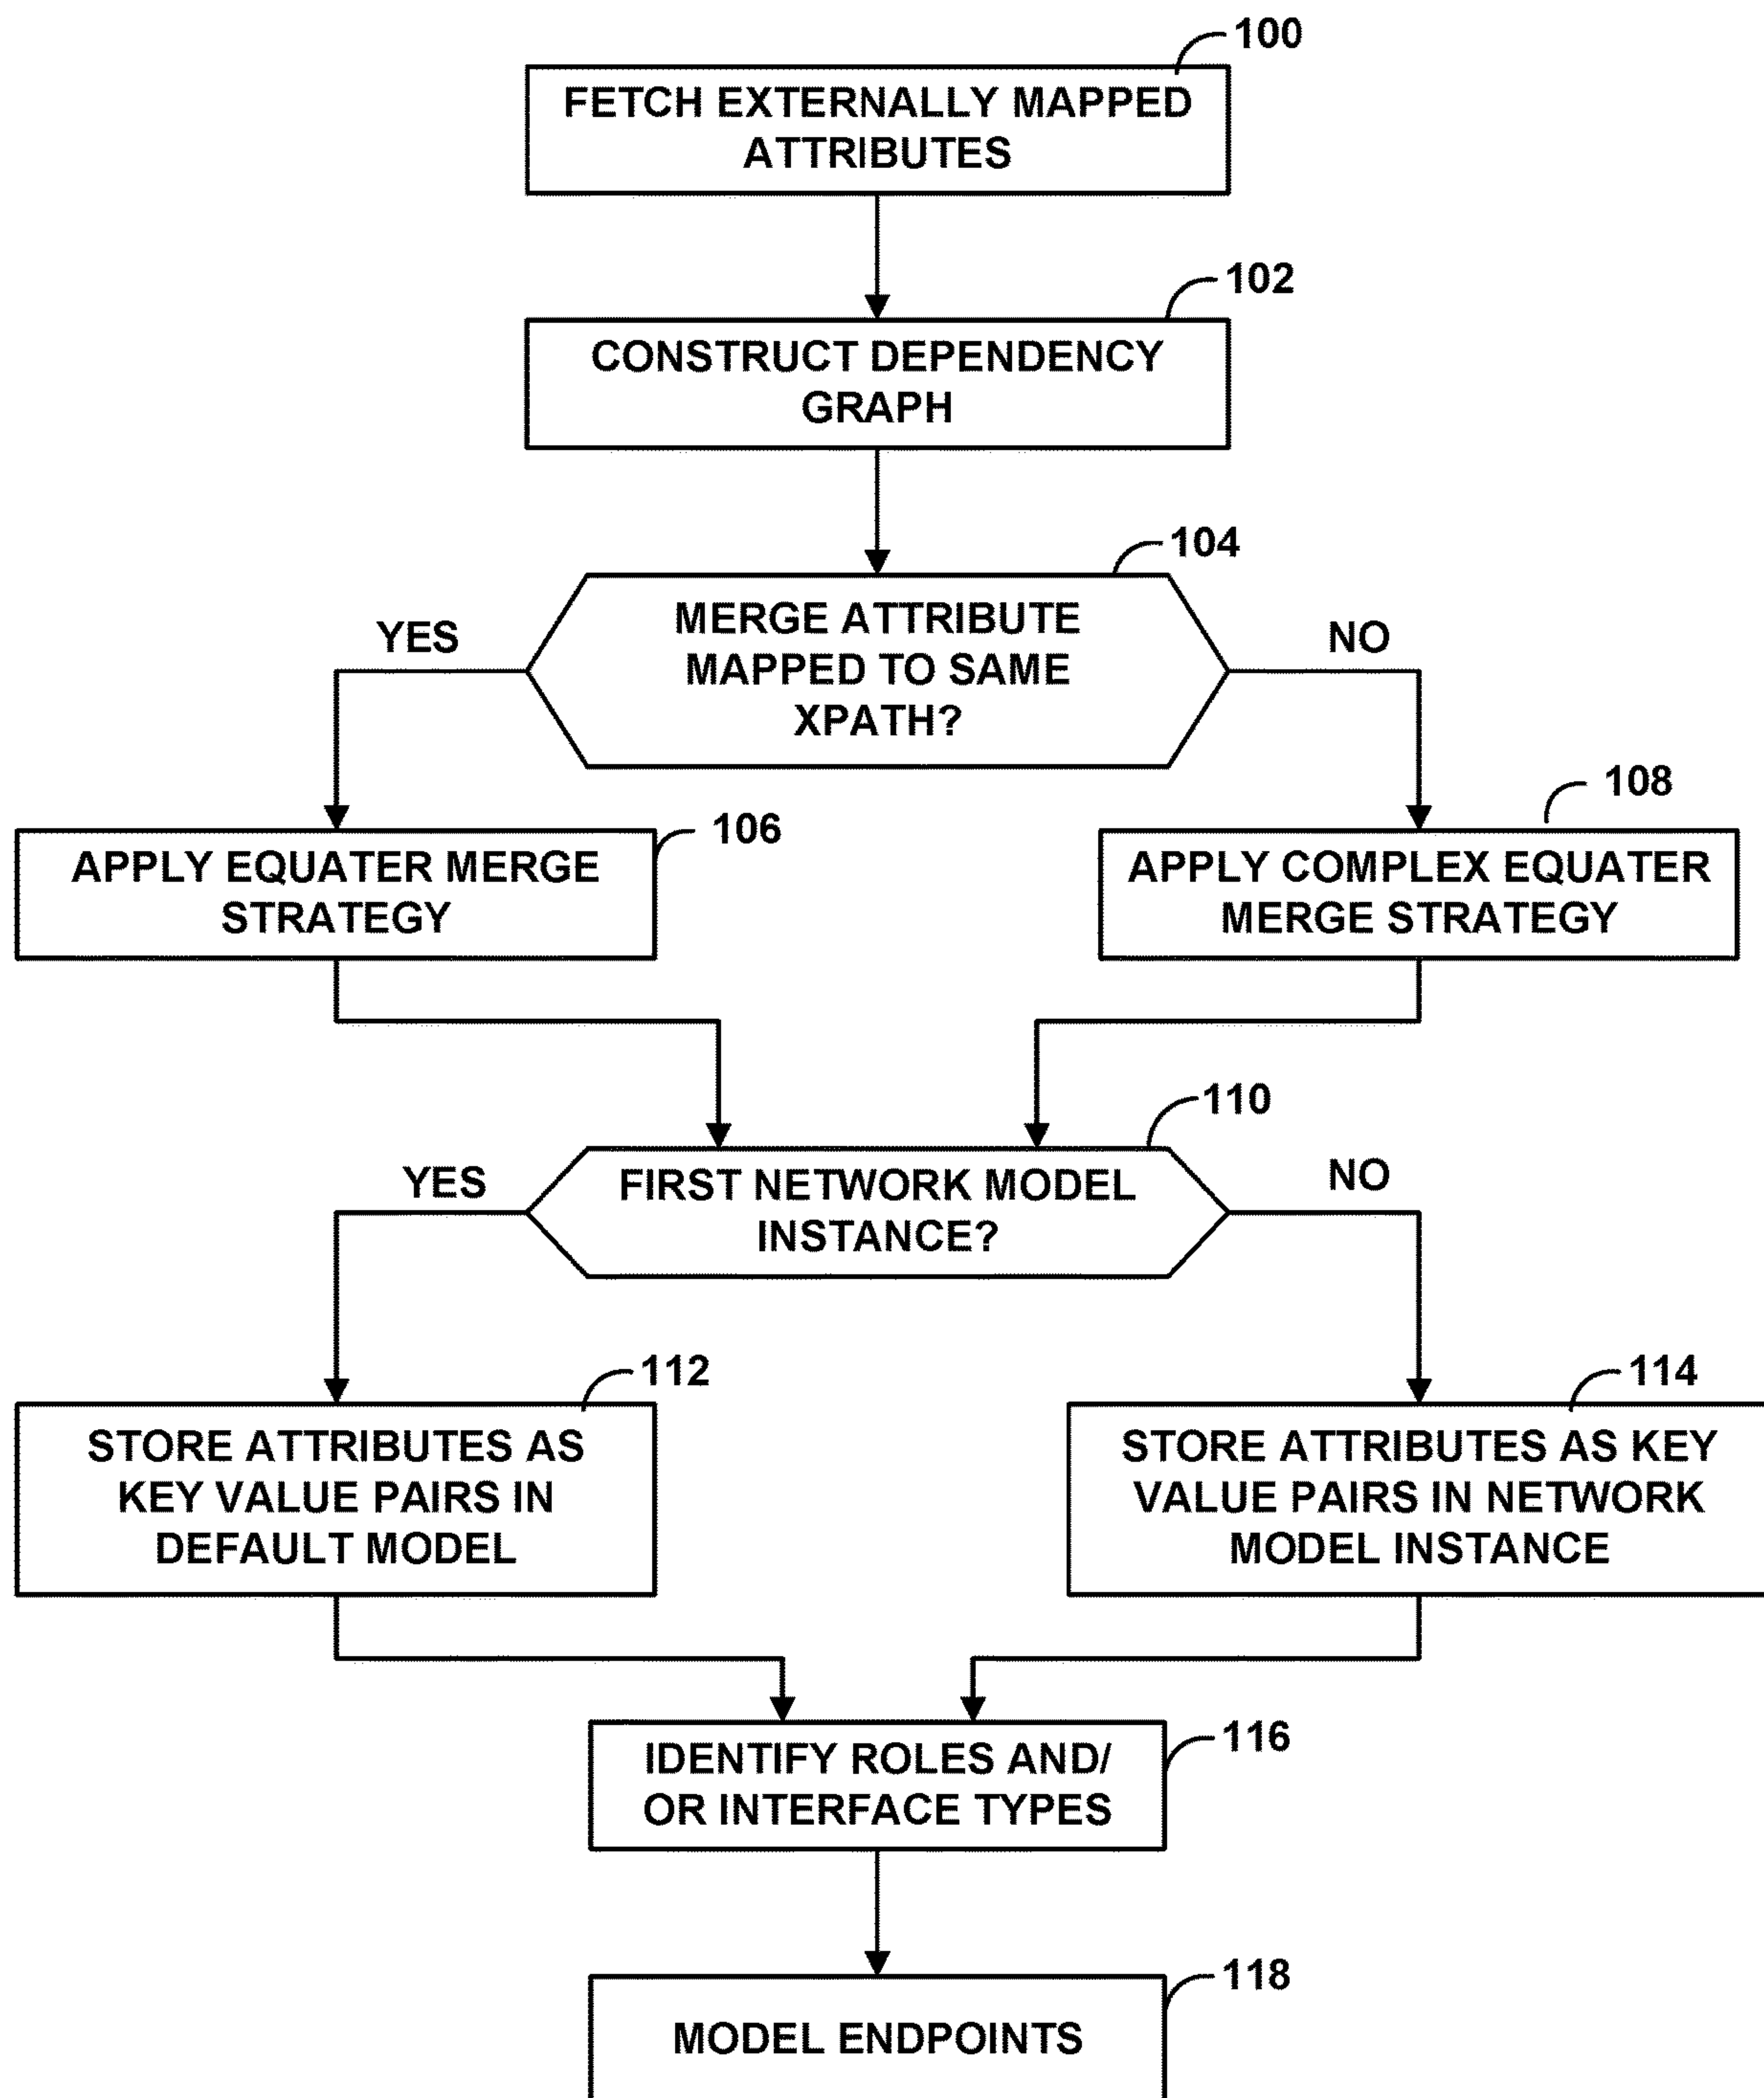 100
FETCH EXTERNALLY MAPPED
ATTRIBUTES
102
CONSTRUCT DEPENDENCY
GRAPH
104
MERGE ATTRIBUTE
MAPPED TO SAME
XPATH?
YES
NO
106
APPLY EQUATER MERGE
STRATEGY
108
APPLY COMPLEX EQUATER
MERGE STRATEGY
110
FIRST NETWORK MODEL
INSTANCE?
YES
NO
112
STORE ATTRIBUTES AS
KEY VALUE PAIRS IN
DEFAULT MODEL
114
STORE ATTRIBUTES AS KEY
VALUE PAIRS IN NETWORK
MODEL INSTANCE
116
IDENTIFY ROLES AND/
OR INTERFACE TYPES
118
MODEL ENDPOINTS